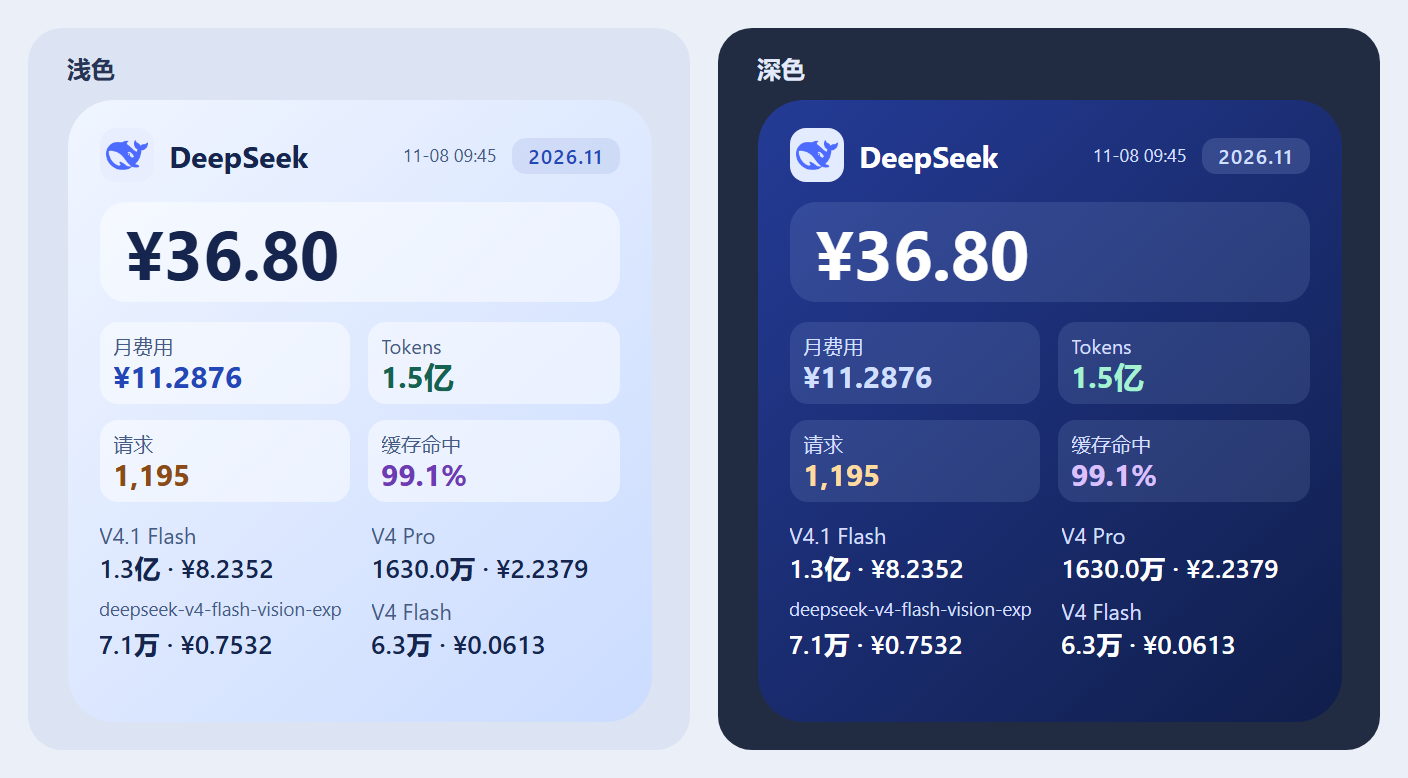 浅色
DeepSeek 11-08 09:45 2026.11
¥36.80
月费用 Tokens
¥11.2876 1.5亿
请求 缓存命中
1,195 99.1%
V4.1 Flash V4 Pro
1.3亿 · ¥8.2352 1630.0万 · ¥2.2379
deepseek-v4-flash-vision-exp V4 Flash
7.1万 · ¥0.7532 6.3万 · ¥0.0613
深色
DeepSeek 11-08 09:45 2026.11
¥36.80
月费用 Tokens
¥11.2876 1.5亿
请求 缓存命中
1,195 99.1%
V4.1 Flash V4 Pro
1.3亿 · ¥8.2352 1630.0万 · ¥2.2379
deepseek-v4-flash-vision-exp V4 Flash
7.1万 · ¥0.7532 6.3万 · ¥0.0613